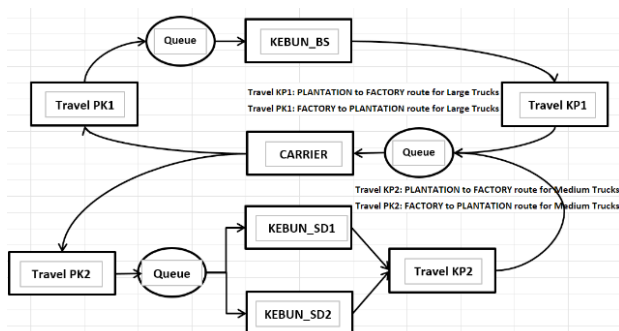 Queue
KEBUN_BS
Travel PK1
Travel KP1: PLANTATION to FACTORY route for Large Trucks
Travel PK1: FACTORY to PLANTATION route for Large Trucks
Travel KP1
CARRIER
Queue
Travel KP2: PLANTATION to FACTORY route for Medium Trucks
Travel PK2: FACTORY to PLANTATION route for Medium Trucks
KEBUN_SD1
Travel PK2
Queue
Travel KP2
KEBUN_SD2